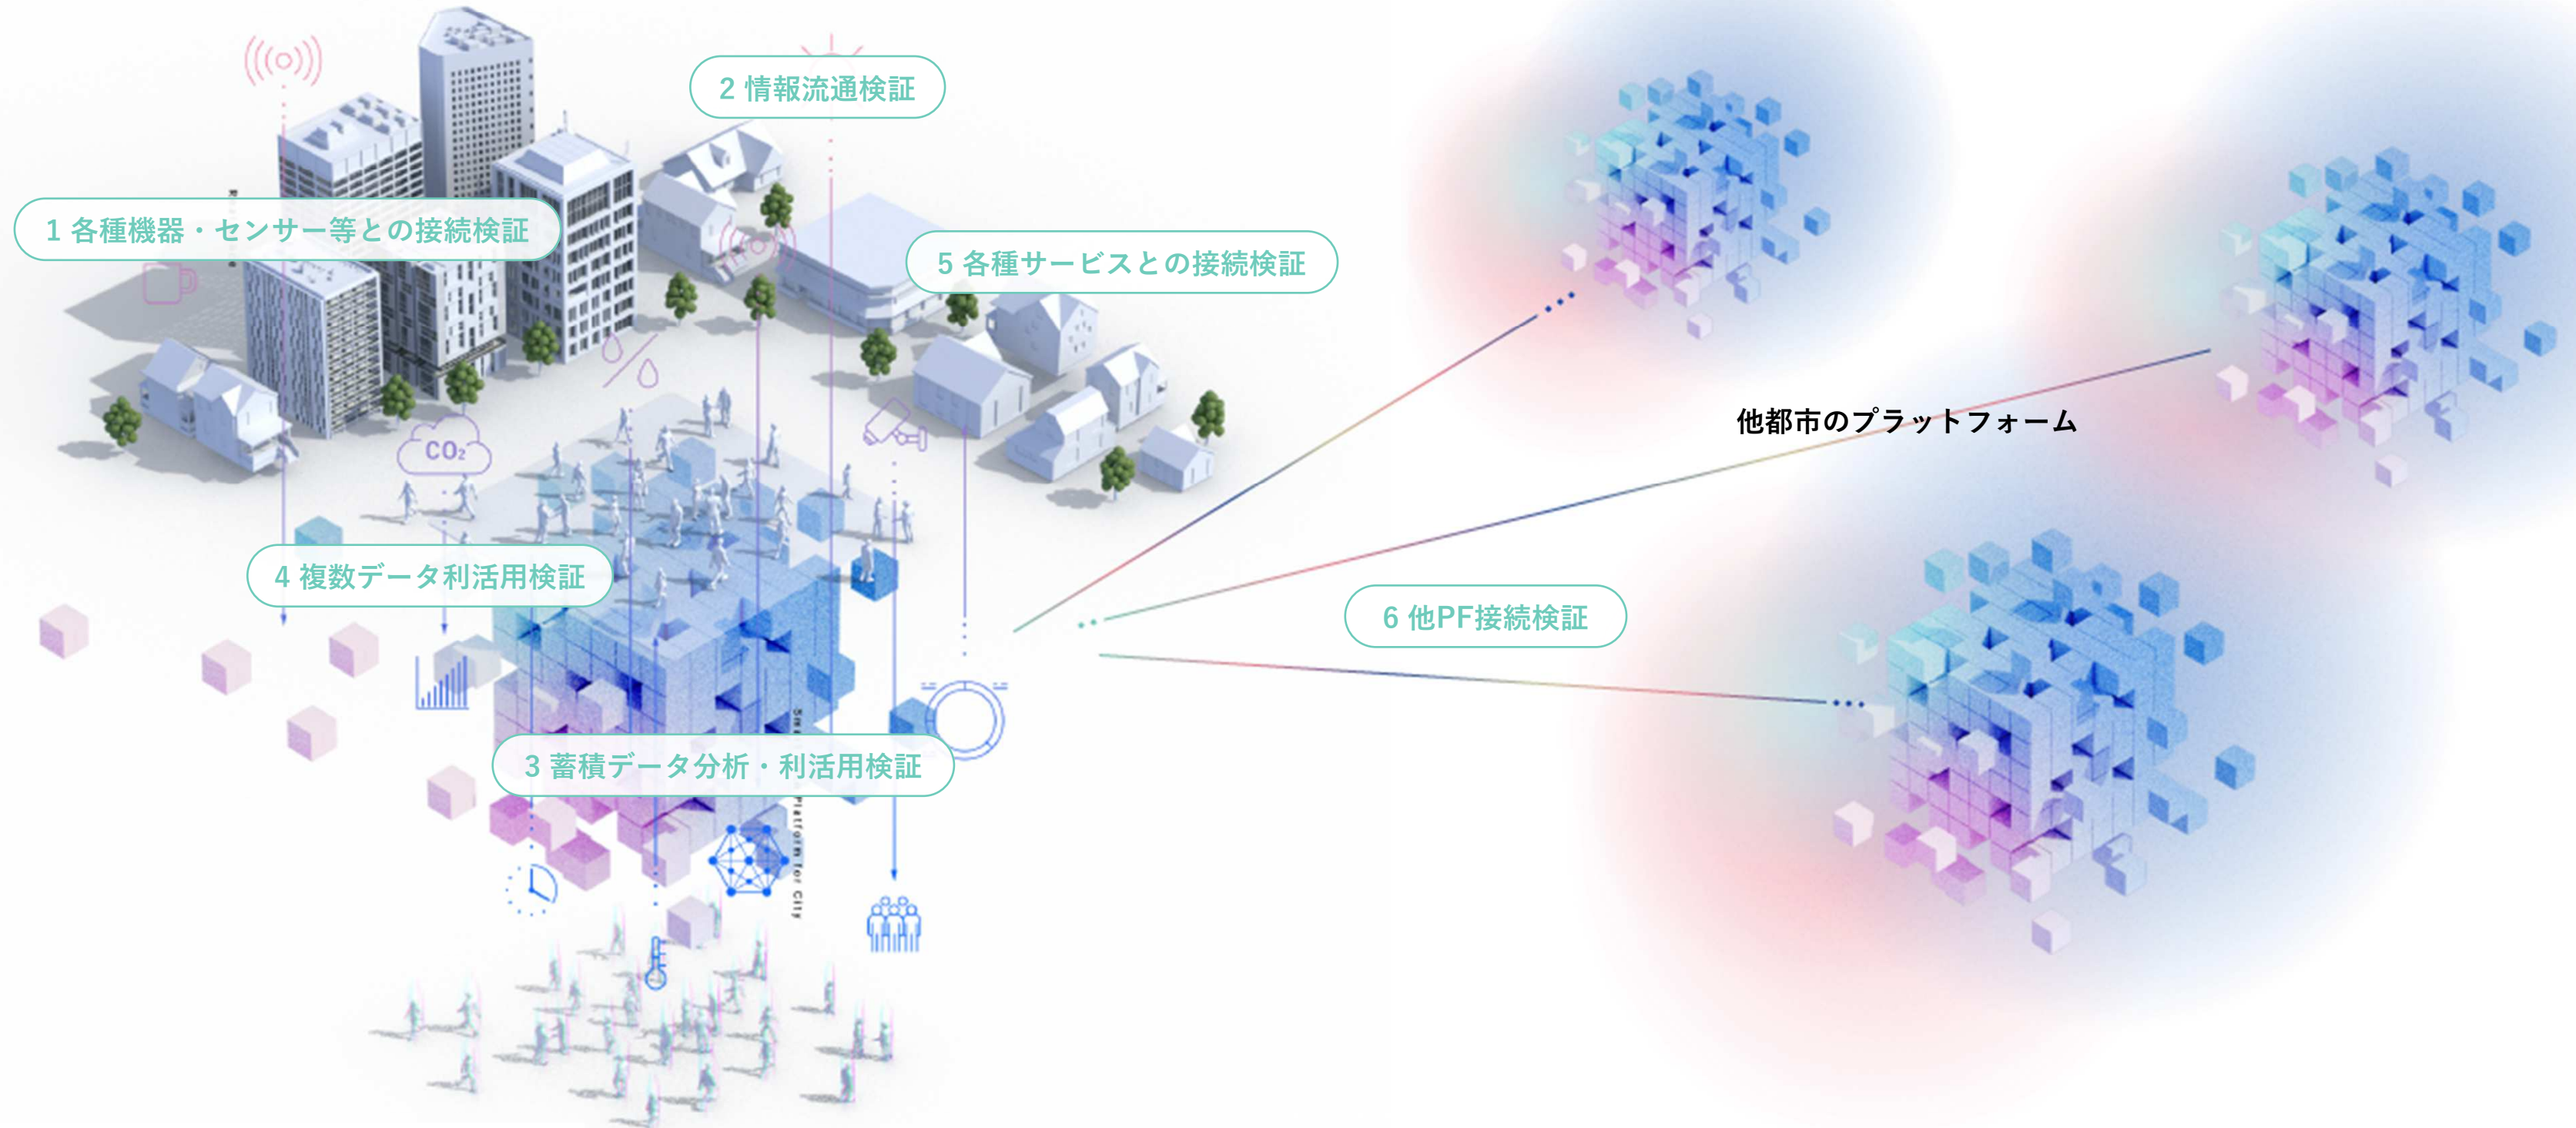 2 情報流通検証
1 各種機器・センサー等との接続検証
5 各種サービスとの接続検証
他都市のプラットフォーム
CO₂
4 複数データ利活用検証
6 他PF接続検証
3 蓄積データ分析・利活用検証
Platform for City